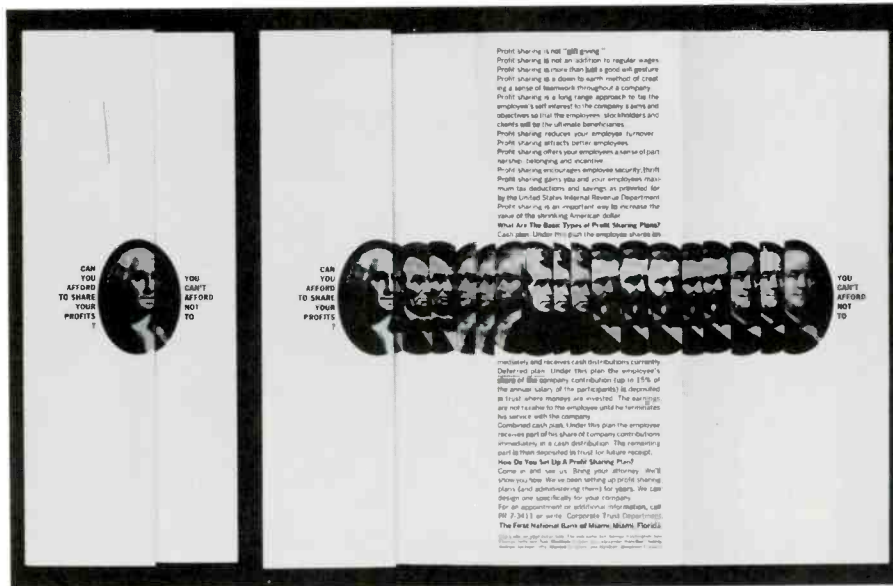 CAN
YOU
AFFORD
TO SHARE
YOUR
PROFITS
?
YOU
CAN'T
AFFORD
NOT
TO
CAN
YOU
AFFORD
TO SHARE
YOUR
PROFITS
?
Profit sharing is not "gift giving."
Profit sharing is not an addition to regular wages.
Profit sharing is more than just a good will gesture.
Profit sharing is a down to earth method of creat
ing a sense of teamwork throughout a company.
Profit sharing is a long range approach to tie the
employee's self interest to the company's aims and
objectives so that the employees, stockholders and
clients will be the ultimate beneficiaries.
Profit sharing reduces your employee turnover.
Profit sharing attracts better employees.
Profit sharing offers your employees a sense of part
nership, belonging and incentive.
Profit sharing encourages employee security, thrift.
Profit sharing gains you and your employees maxi-
mum tax deductions and savings as provided for
by the United States Internal Revenue Department.
Profit sharing is an important way to increase the
value of the shrinking American dollar.
What Are The Basic Types of Profit Sharing Plans?
Cash plan. Under this plan the employee shares
YOU
CAN'T
AFFORD
NOT
TO
mediately and receives cash distributions currently.
Deferred plan. Under this plan the employee's
share of the company contribution (up to 15% of
the annual salary of the participants) is deposited
in trust where moneys are invested. The earnings
are not taxable to the employee until he terminates
his service with the company.
Combined cash plan. Under this plan the employee
receives part of his share of company contributions
immediately in a cash distribution. The remaining
part is then deposited in trust for future receipt.
How Do You Set Up A Profit Sharing Plan?
Come in and see us. Bring your attorney. We'll
show you how. We've been setting up profit sharing
plans (and administering them) for years. We can
design one specifically for your company.
For an appointment or additional information, call
FR 7-3411 or write: Corporate Trust Department,
The First National Bank of Miami, Miami, Florida